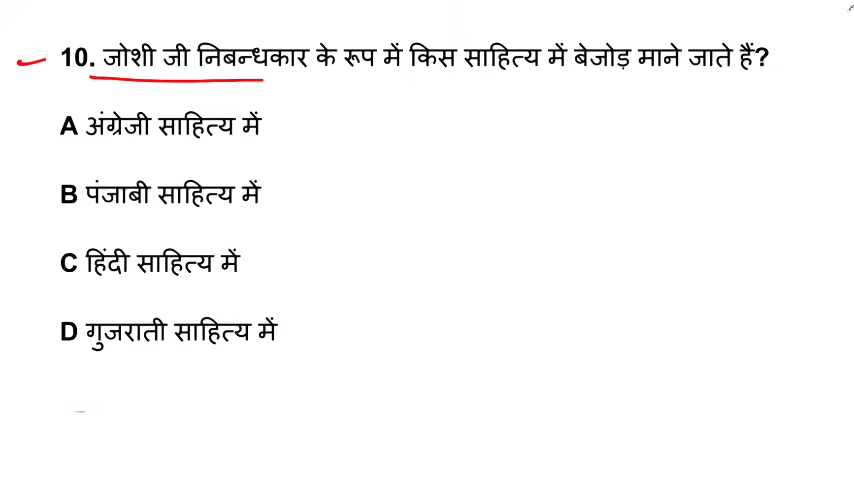 10. जोशी जी निबन्धकार के रूप में किस साहित्य में बेजोड़ माने जाते हैं?
A अंग्रेजी साहित्य में
B पंजाबी साहित्य में
C हिंदी साहित्य में
D गुजराती साहित्य में